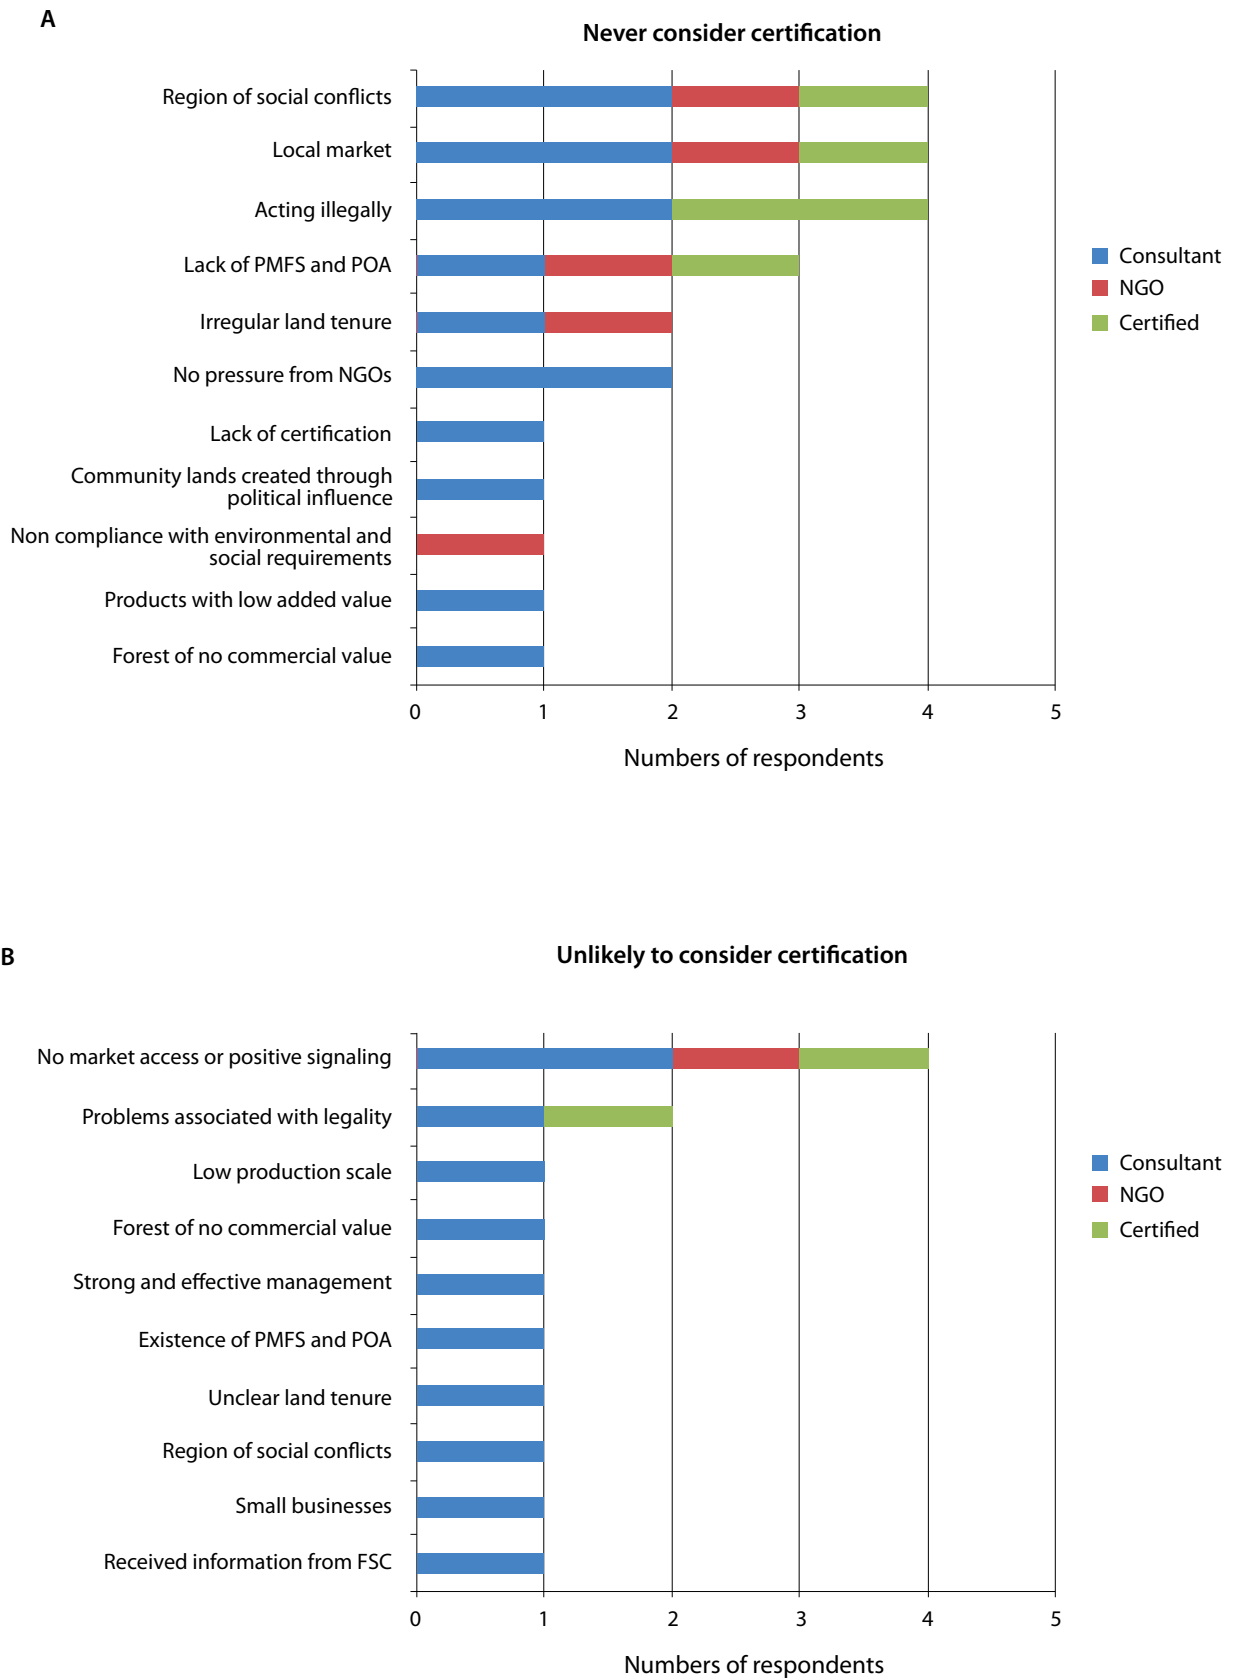 A
Never consider certification
Region of social conflicts
Local market
Acting illegally
Lack of PMFS and POA
Irregular land tenure
No pressure from NGOs
Lack of certification
Community lands created through
political influence
Non compliance with environmental and
social requirements
Products with low added value
Forest of no commercial value
0 1 2 3 4 5
Numbers of respondents
Consultant
NGO
Certified
B
Unlikely to consider certification
No market access or positive signaling
Problems associated with legality
Low production scale
Forest of no commercial value
Strong and effective management
Existence of PMFS and POA
Unclear land tenure
Region of social conflicts
Small businesses
Received information from FSC
0 1 2 3 4 5
Numbers of respondents
Consultant
NGO
Certified